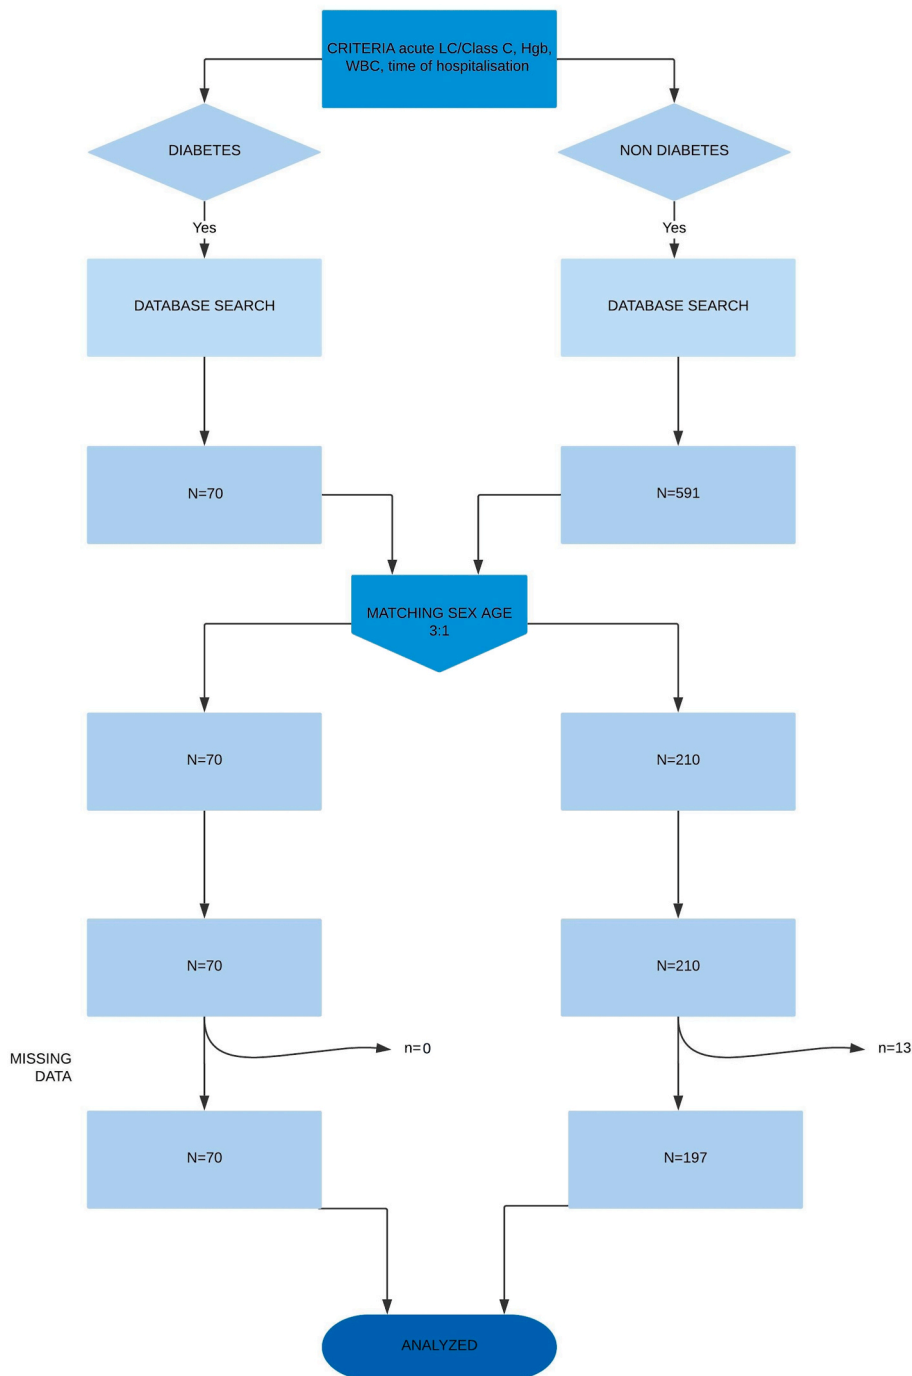 CRITERIA acute LC/Class C, Hgb,
WBC, time of hospitalisation
DIABETES
NON DIABETES
Yes
Yes
DATABASE SEARCH
DATABASE SEARCH
N=70
N=591
MATCHING SEX AGE
3:1
N=70
N=210
N=70
N=210
MISSING
DATA
n=0
n=13
N=70
N=197
ANALYZED